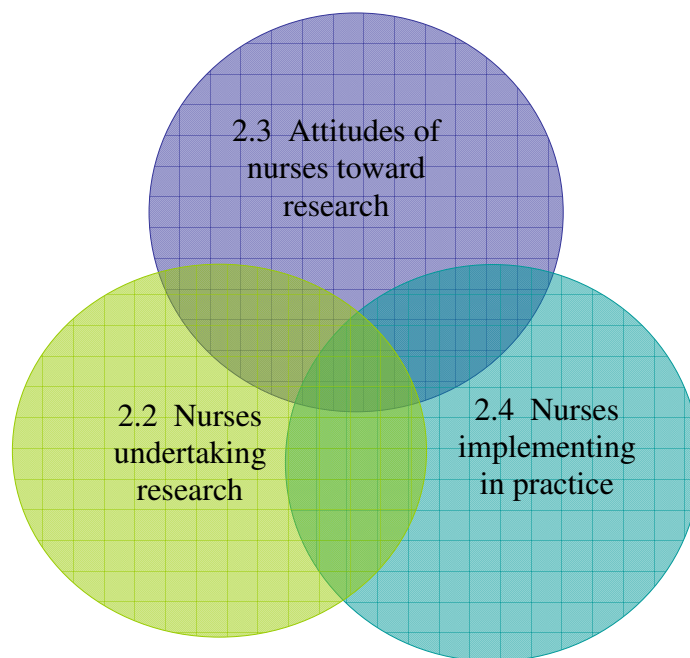 2.3 Attitudes of
nurses toward
research
2.2 Nurses
undertaking
research
2.4 Nurses
implementing
in practice